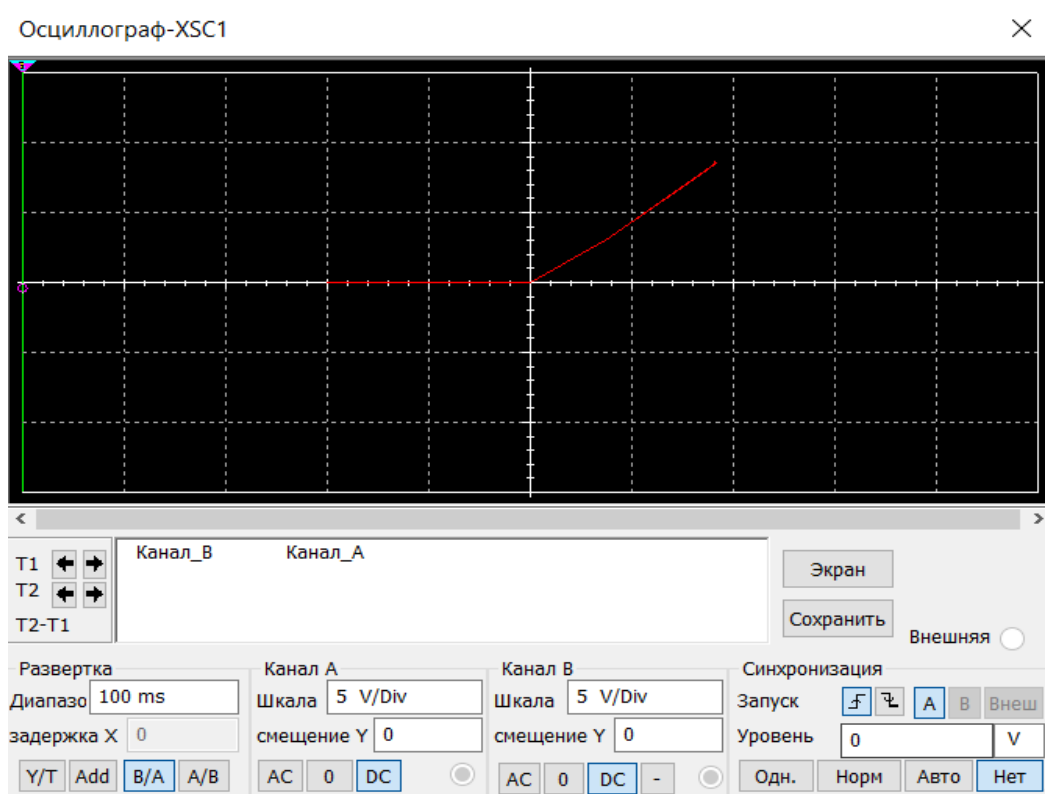 Осциллограф-XSC1
Канал_В Канал_А
T1
T2
T2-T1
Экран
Сохранить
Внешняя
Развертка Канал А Канал В Синхронизация
Диапазо 100 ms Шкала 5 V/Div Шкала 5 V/Div Запуск A B Внеш
задержка X 0 смещение Y 0 смещение Y 0 Уровень 0 V
Y/T Add B/A A/B AC 0 DC AC 0 DC - Одн. Норм Авто Нет